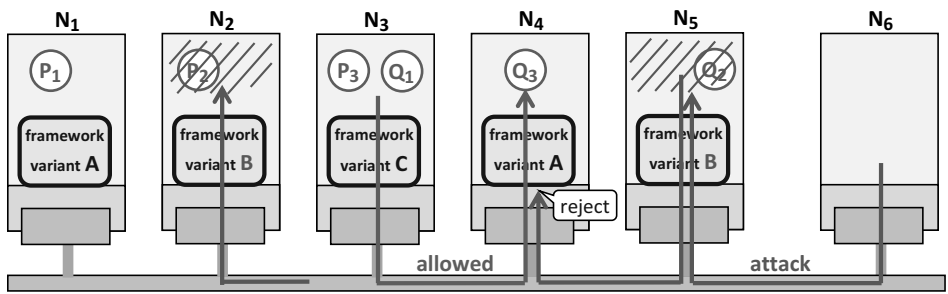 N1 N2 N3 N4 N5 N6
P1 P2 P3 Q1 Q3 Q2
framework framework framework framework framework
variant A variant B variant C variant A variant B
reject
allowed attack